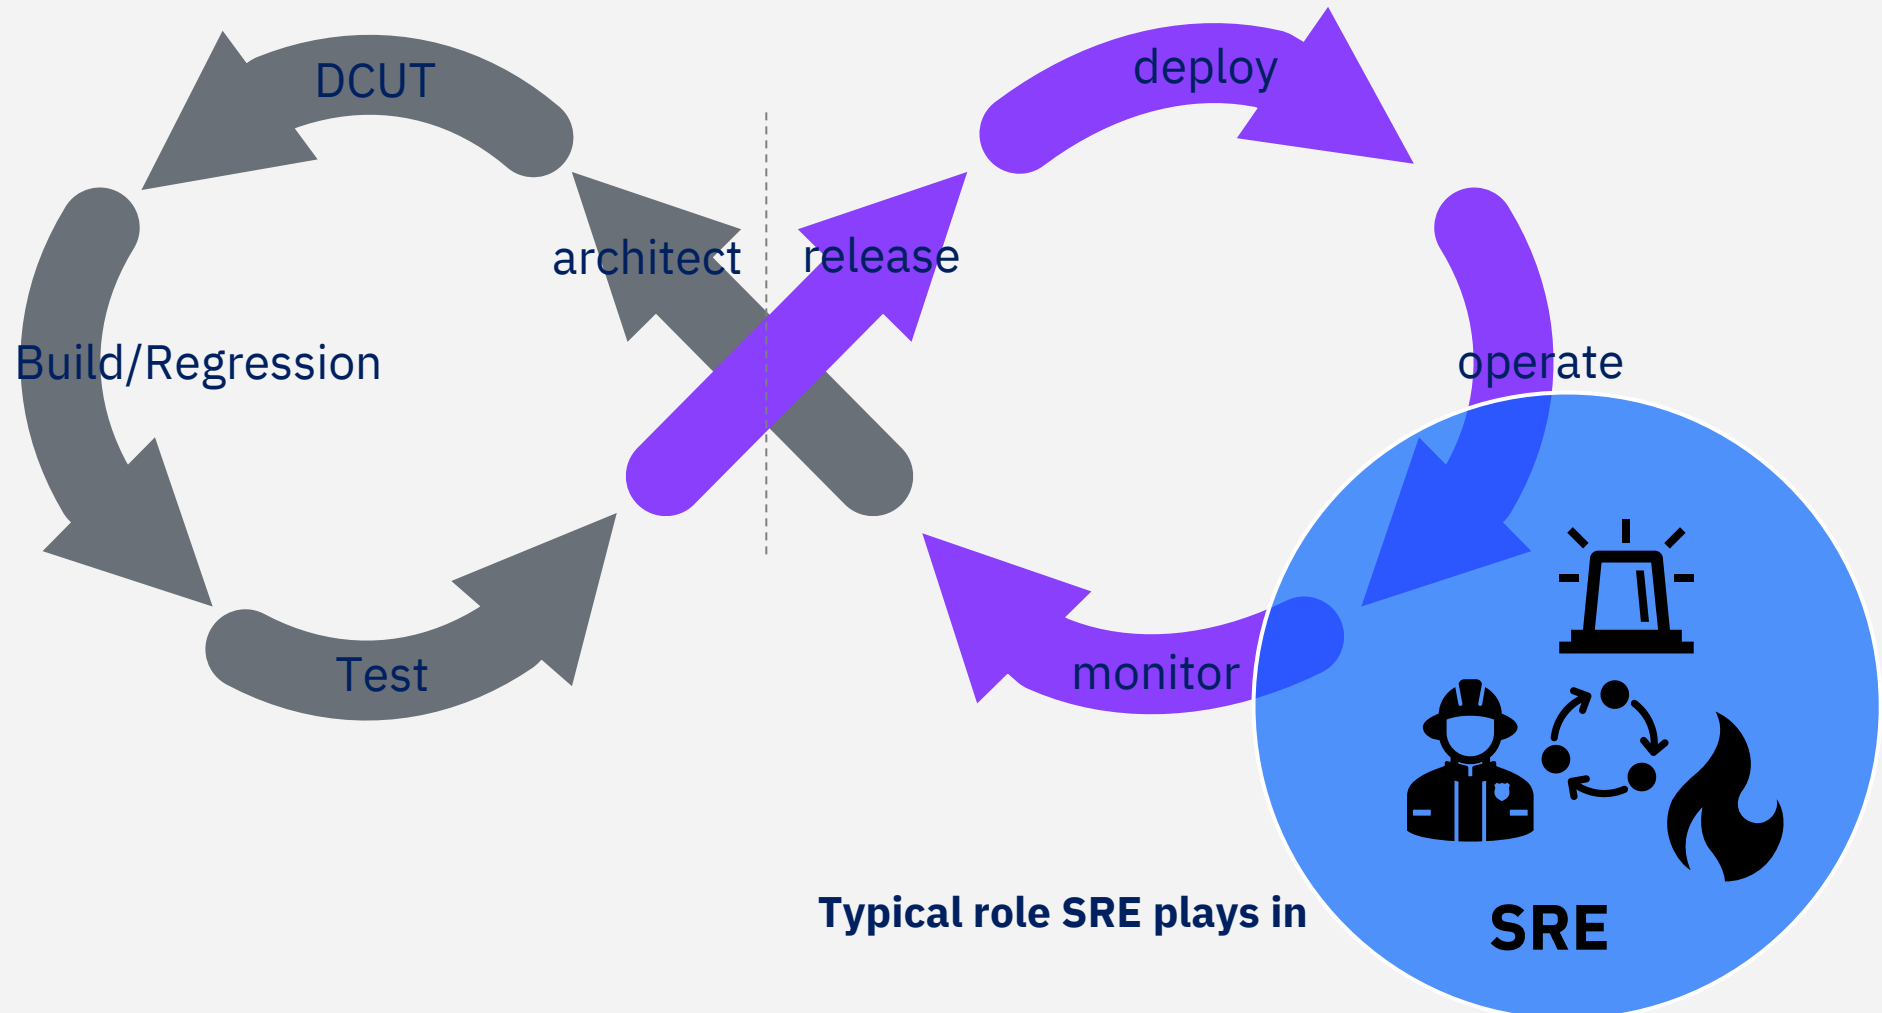 DCUT
deploy
architect
release
Build/Regression
operate
Test
monitor
Typical role SRE plays in
SRE